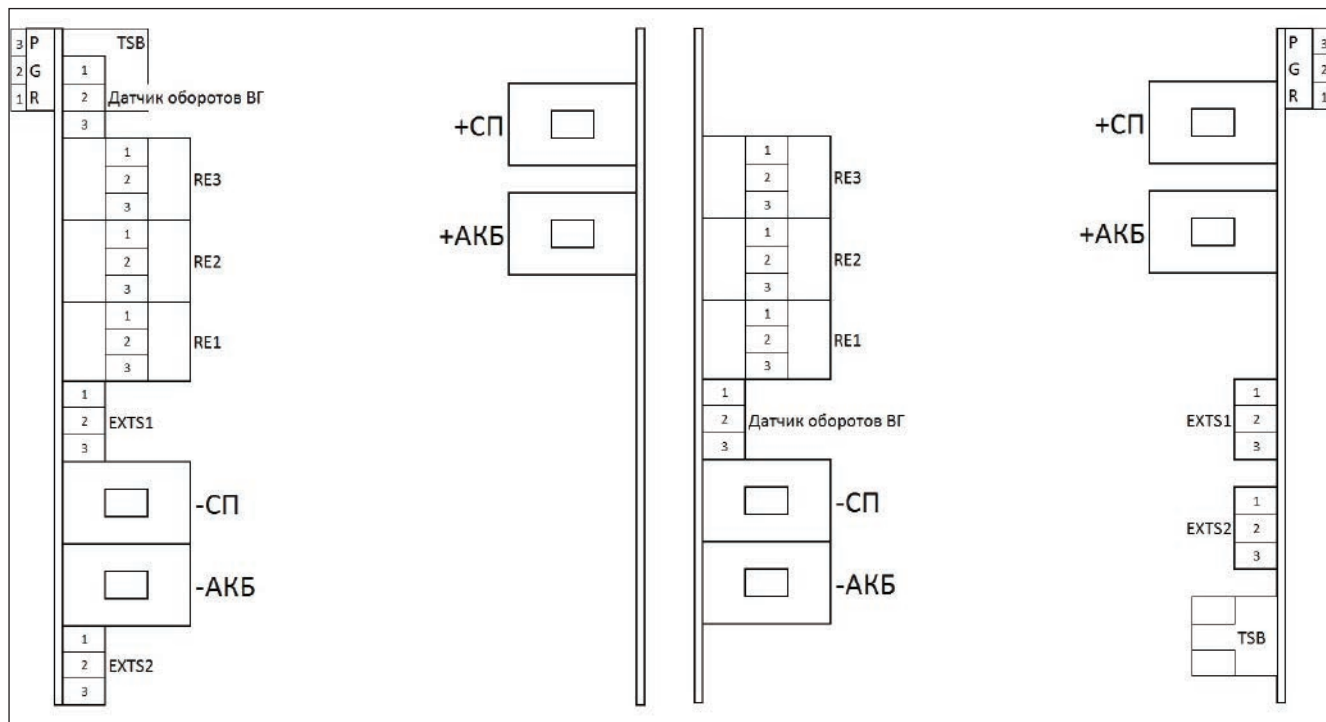 3 P TSB
2 G 1
1 R 2 Датчик оборотов ВГ
3
1
2 RE3
3
1
2 RE2
3
1
2 RE1
3
1
2 EXTS1
3
-СП
-АКБ
1
2 EXTS2
3
+СП
+АКБ
1
2 RE3
3
1
2 RE2
3
1
2 RE1
3
1
2 Датчик оборотов ВГ
3
-СП
-АКБ
P 3
G 2
R 1
+СП
+АКБ
1
EXTS1 2
3
1
EXTS2 2
3
TSB